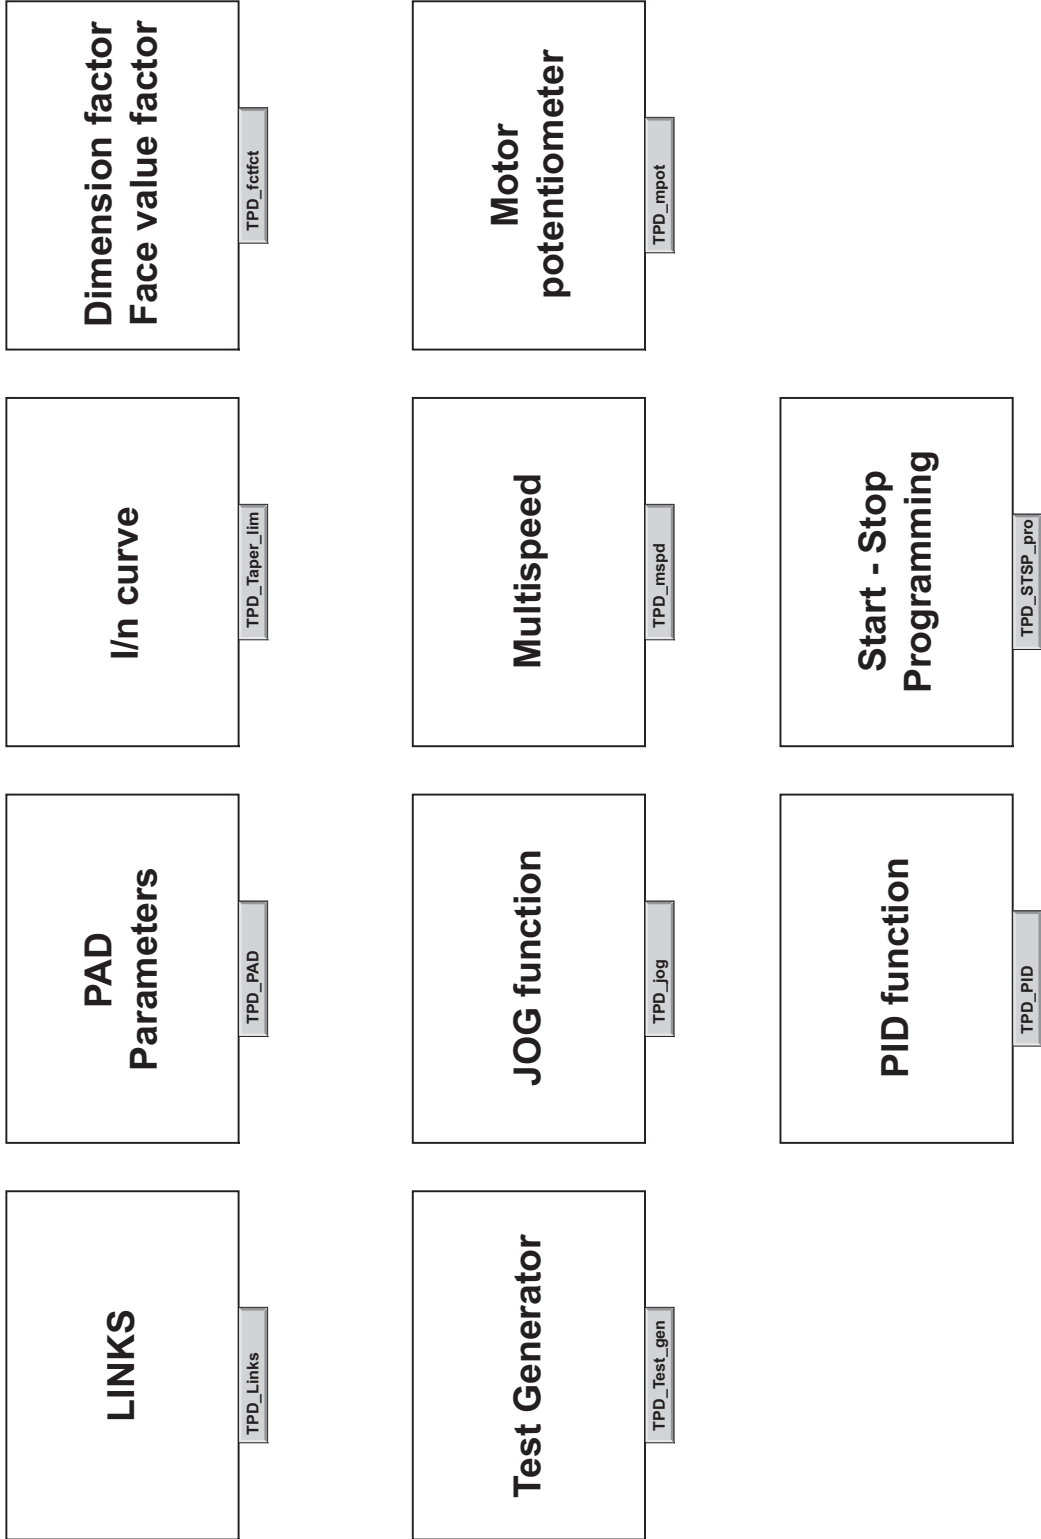 LINKS
TPD_Links
PAD
Parameters
TPD_PAD
I/n curve
TPD_Taper_lim
Dimension factor
Face value factor
TPD_fctfct
Test Generator
TPD_Test_gen
JOG function
TPD_jog
Multispeed
TPD_mspd
Motor
potentiometer
TPD_mpot
PID function
TPD_PID
Start - Stop
Programming
TPD_STSP_pro